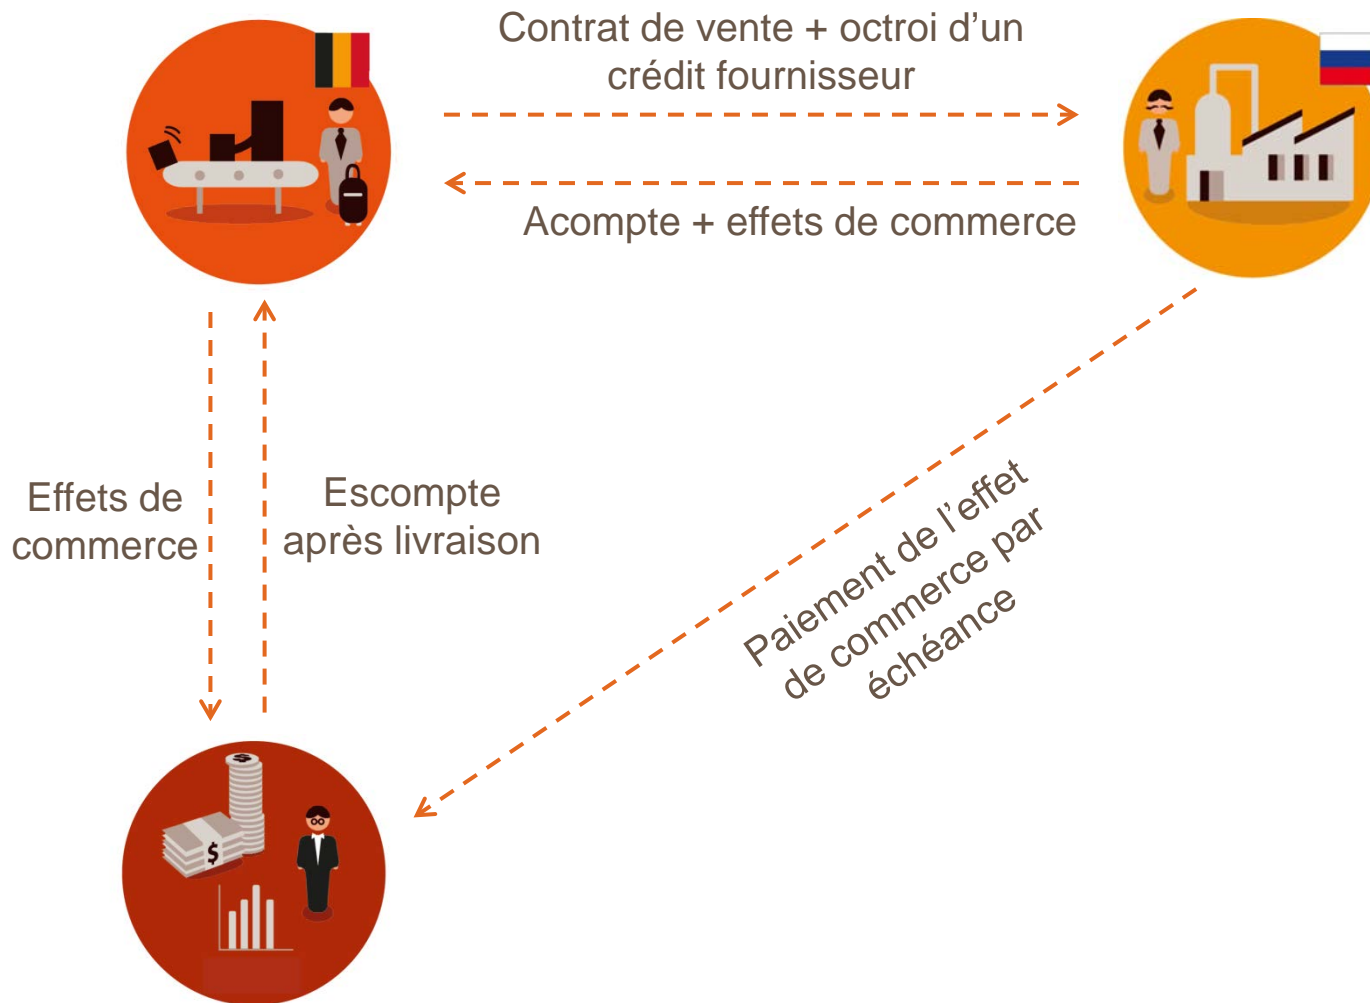 Contrat de vente + octroi d’un
crédit fournisseur
Acompte + effets de commerce
Effets de
commerce
Escompte
après livraison
Paiement de l’effet
de commerce par
échéance
$
$